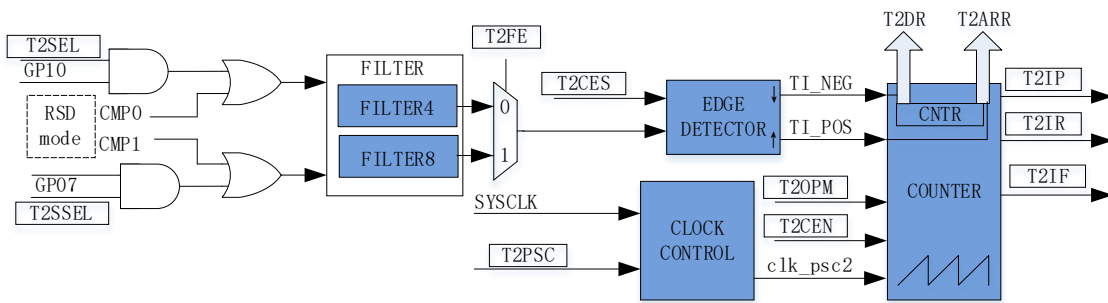 T2DR
T2ARR
T2SEL
GP10
T2FE
FILTER
FILTER4
FILTER8
0
1
T2CES
EDGE
DETECTOR
TI_NEG
TI_POS
CNTR
T2IP
T2IR
T2IF
RSD
mode
CMP0
CMP1
GP07
T2SSEL
SYSCLK
T2PSC
CLOCK
CONTROL
T2OPM
T2CEN
clk_psc2
COUNTER